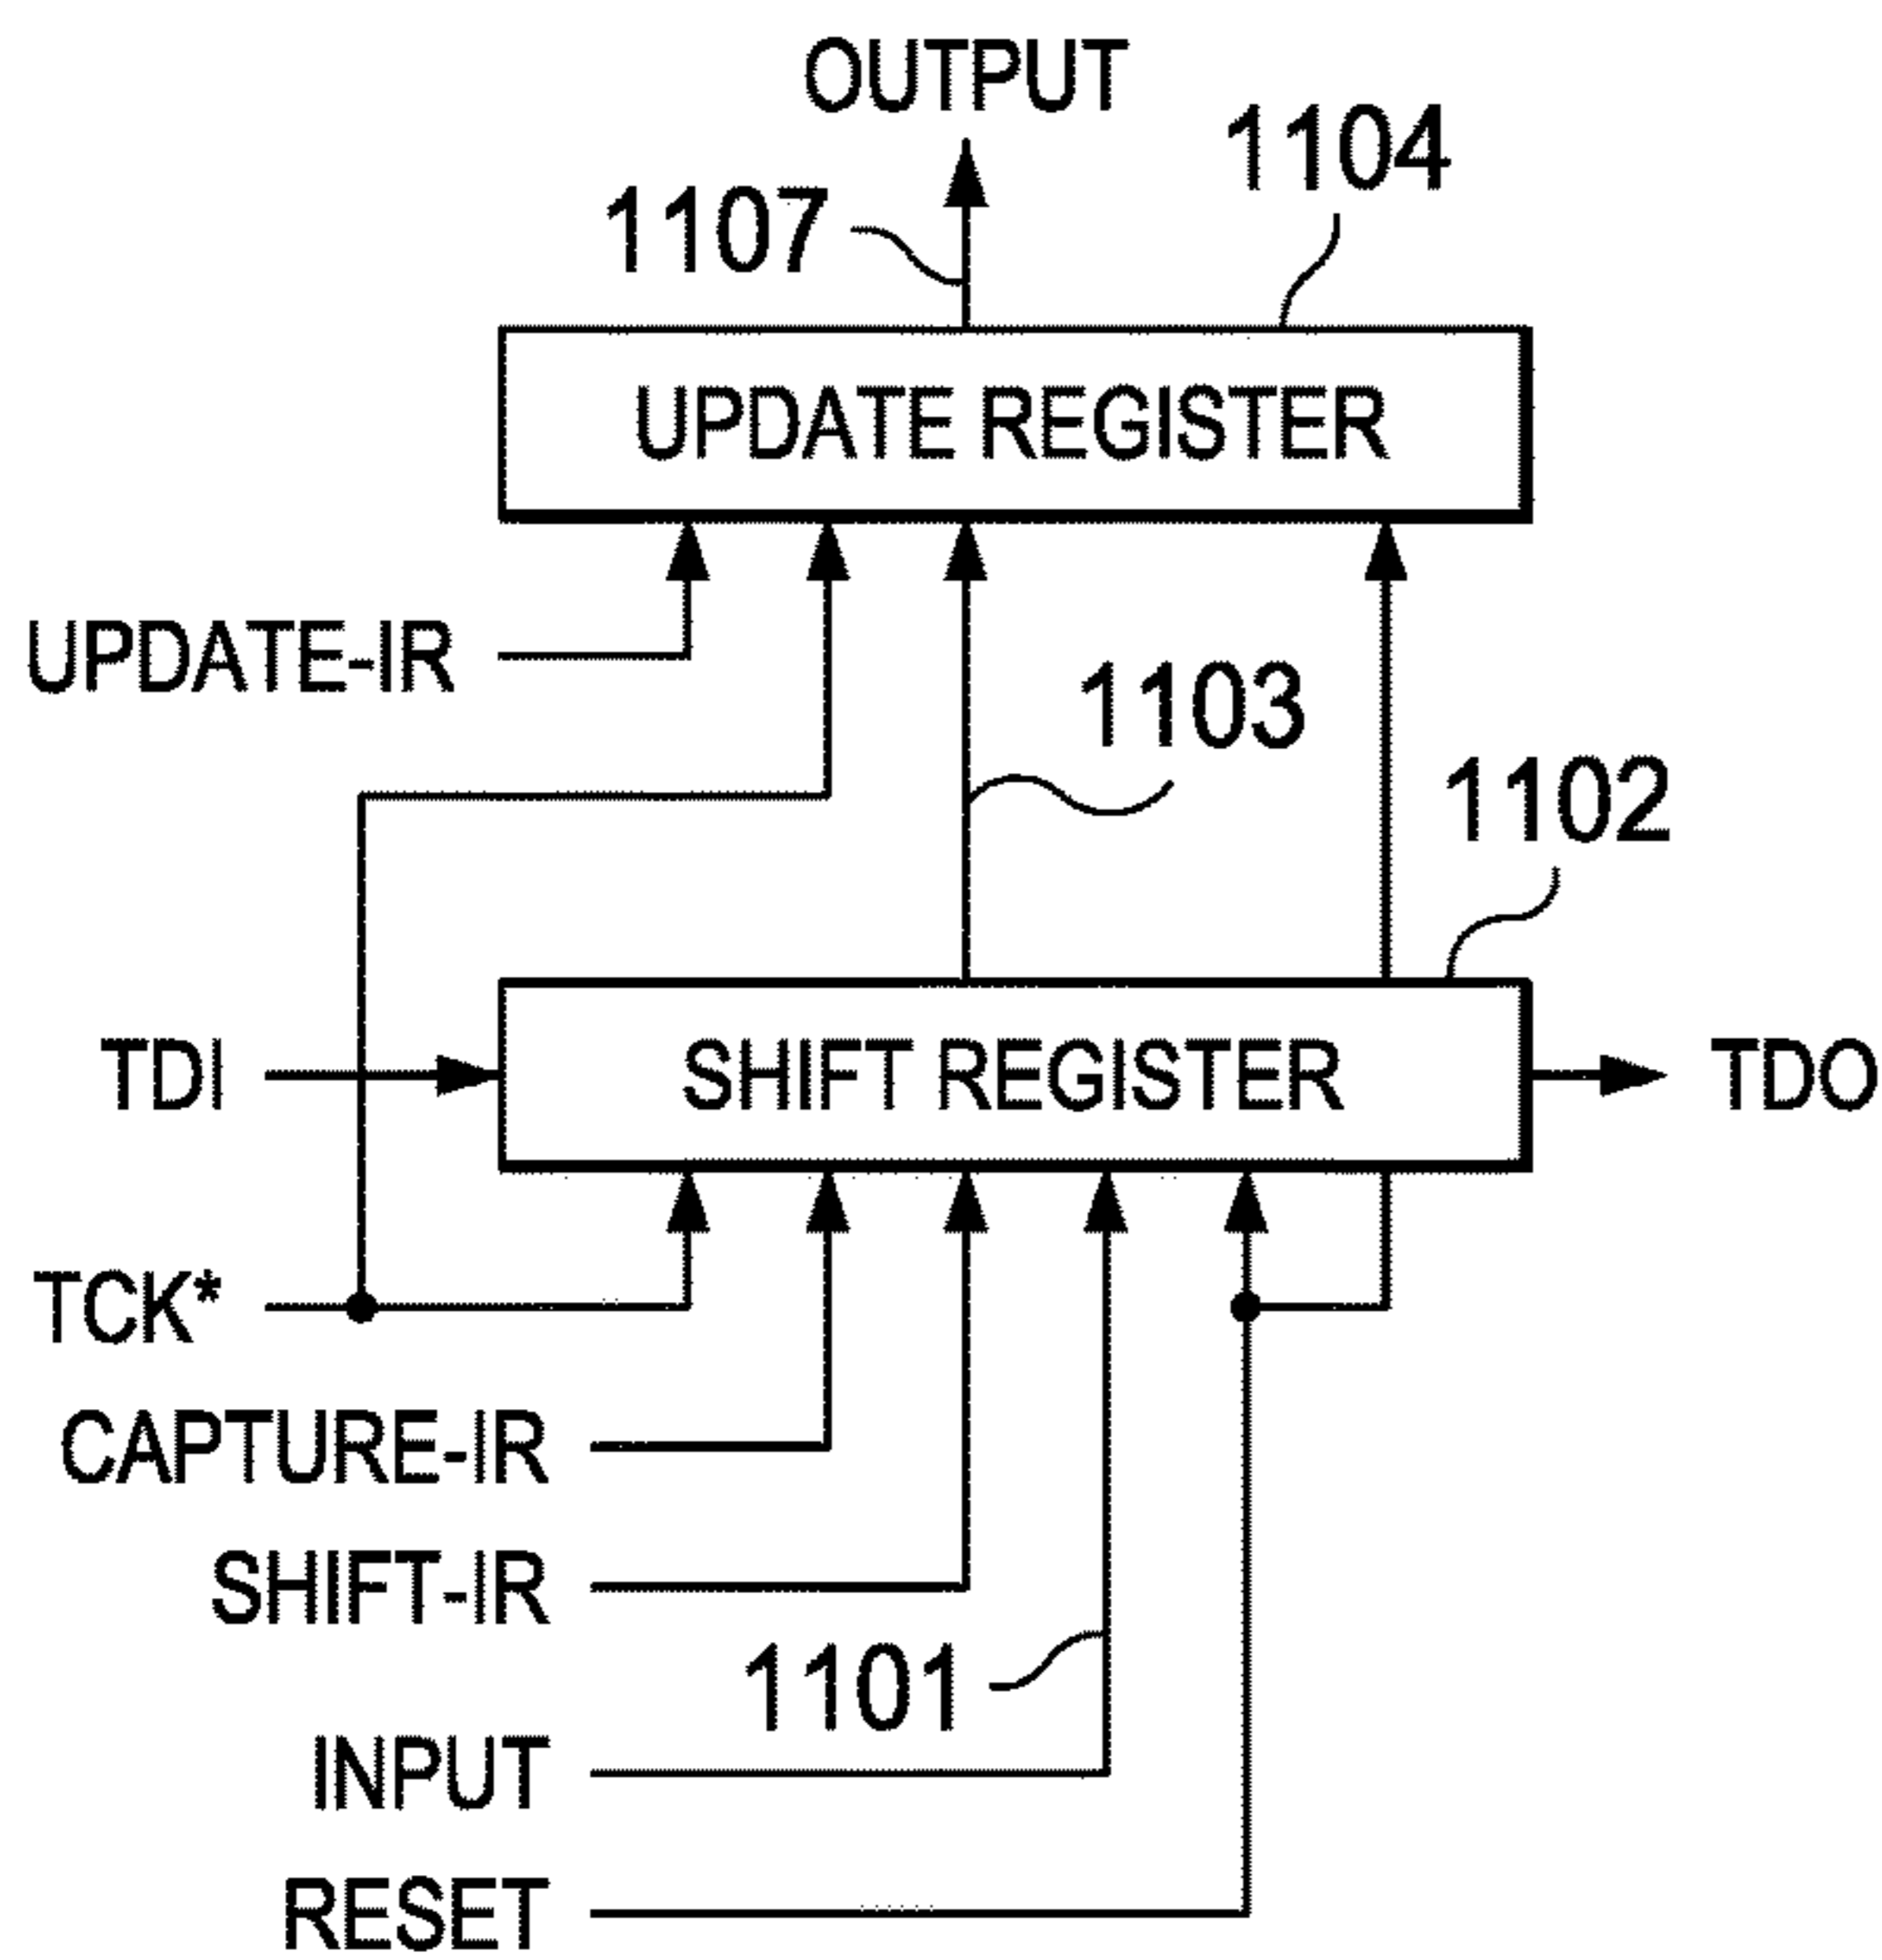 OUTPUT
1104
1107
UPDATE REGISTER
UPDATE-IR
1103
1102
TDI
SHIFT REGISTER
TDO
TCK*
CAPTURE-IR
SHIFT-IR
1101
INPUT
RESET